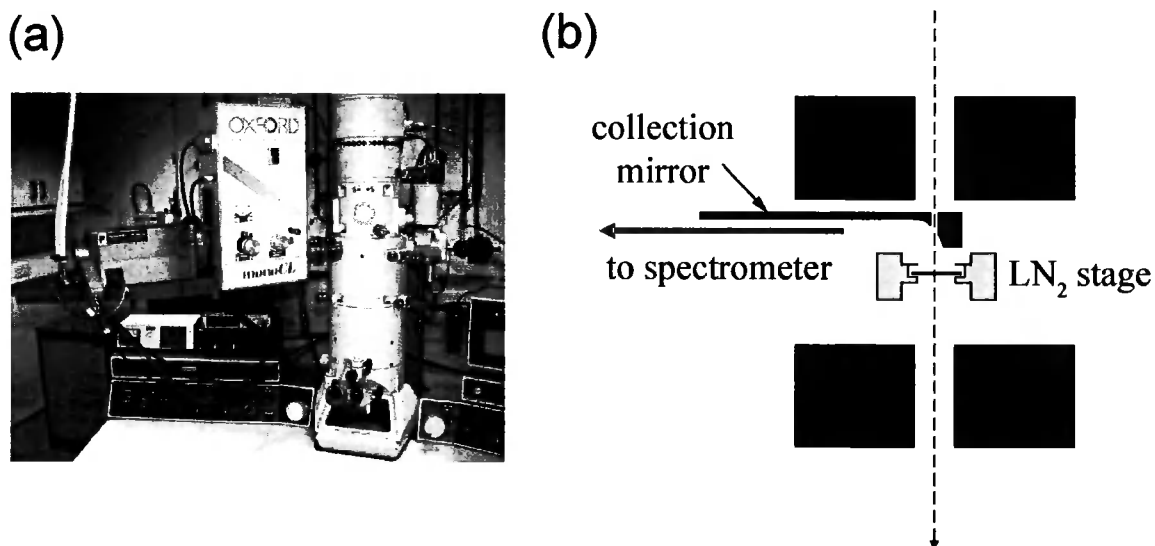 (a)
(b)
OXFORD
monoCL
collection
mirror
to spectrometer
LN₂ stage